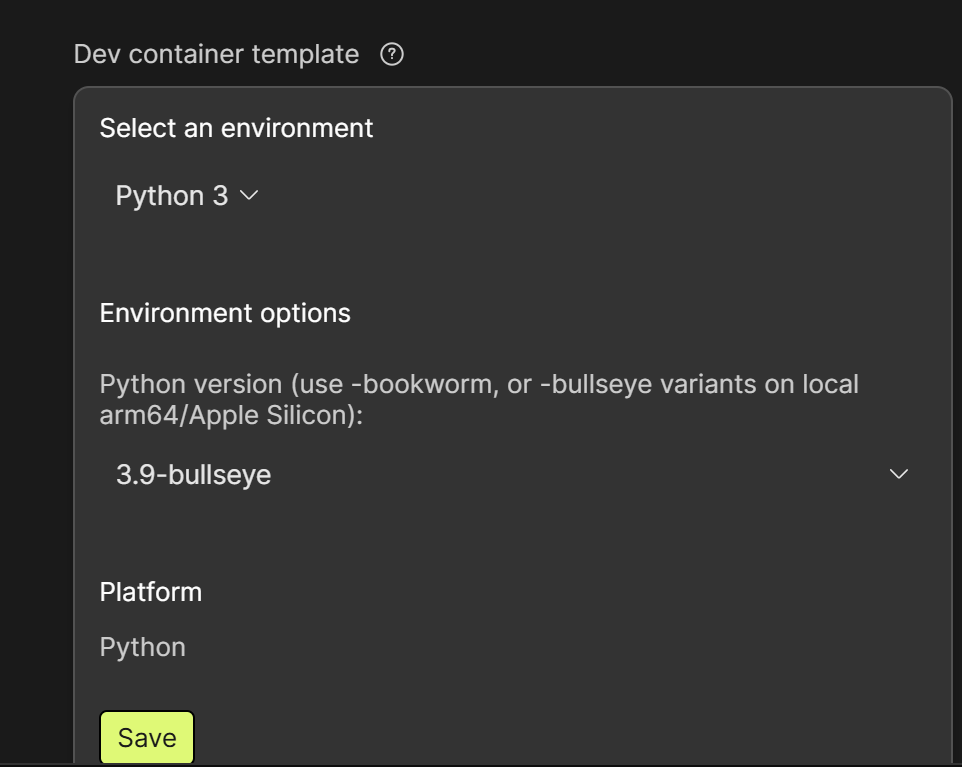 Dev container template ?
Select an environment
Python 3
Environment options
Python version (use -bookworm, or -bullseye variants on local
arm64/Apple Silicon):
3.9-bullseye
Platform
Python
Save